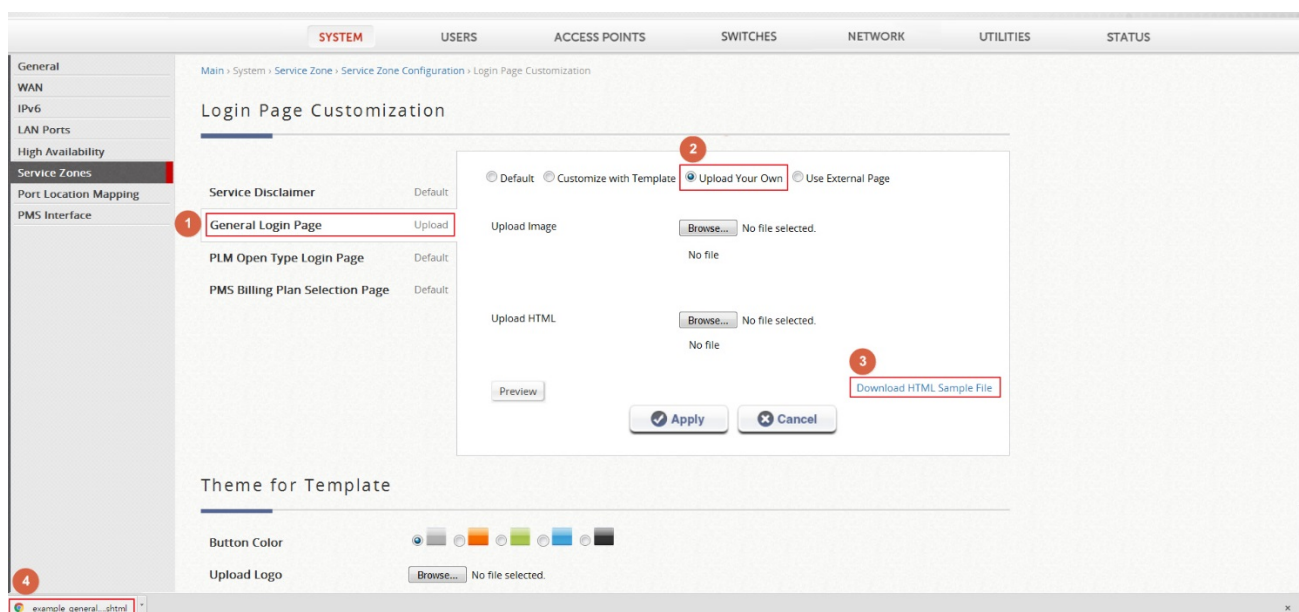 SYSTEM USERS ACCESS POINTS SWITCHES NETWORK UTILITIES STATUS
General
WAN
IPv6
LAN Ports
High Availability
Service Zones
Port Location Mapping
PMS Interface
Main › System › Service Zone › Service Zone Configuration › Login Page Customization
Login Page Customization
2
Default Customize with Template Upload Your Own Use External Page
Service Disclaimer Default
1 General Login Page Upload
PLM Open Type Login Page Default
PMS Billing Plan Selection Page Default
Upload Image Browse... No file selected.
No file
Upload HTML Browse... No file selected.
No file
3
Preview Download HTML Sample File
Apply Cancel
Theme for Template
Button Color
Upload Logo Browse... No file selected.
4
example_general....shtml